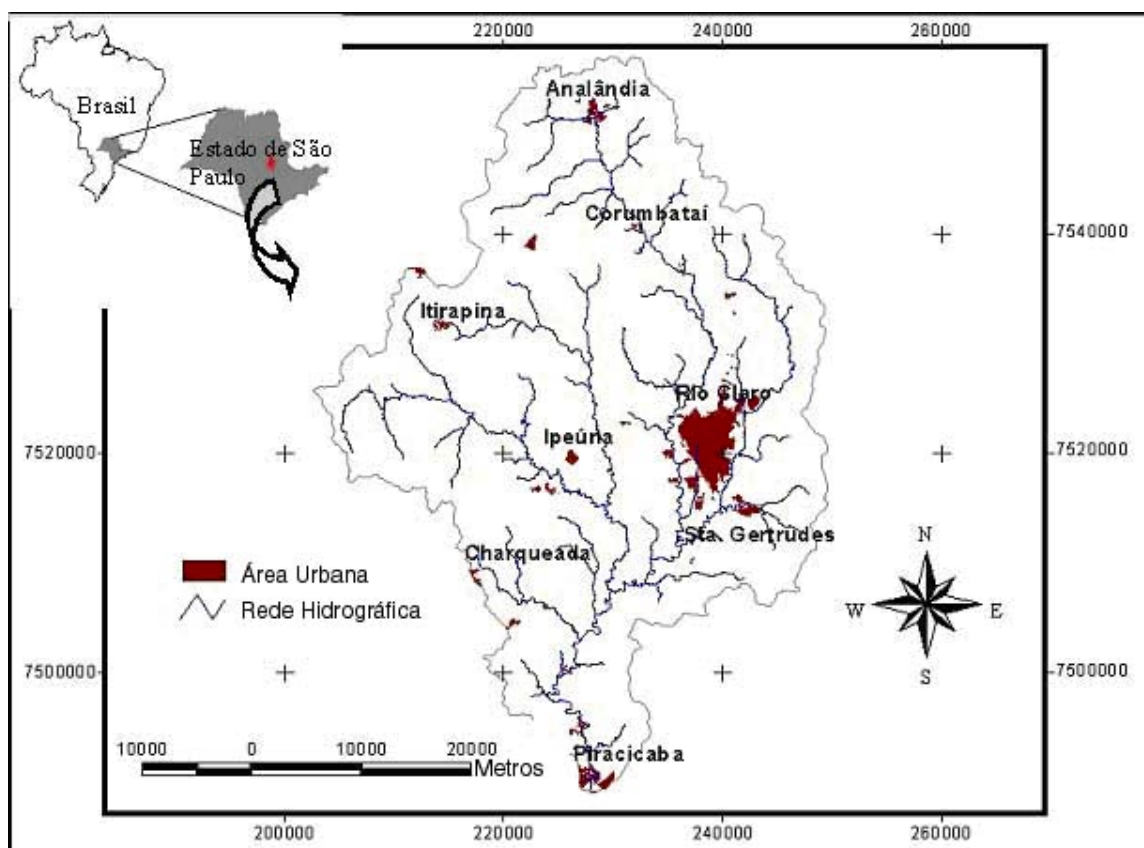 220000 240000 260000
Brasil
Estado de São
Paulo
Analândia
Corumbataí
7540000 7540000
Itirapina
Rio Claro
Ipeúna
7520000 7520000
Sta. Gertrudes
Charqueada
Área Urbana
Rede Hidrográfica
N
W E
S
7500000 7500000
10000 0 10000 20000
Metros
Piracicaba
200000 220000 240000 260000